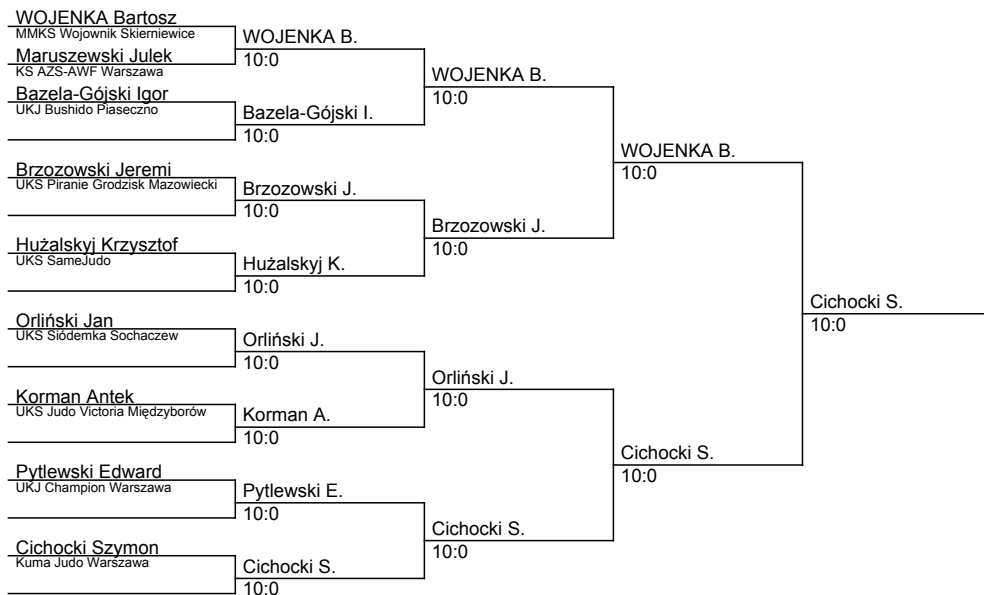 WOJENKA Bartosz
MMKS Wojownik Skierniewice
Maruszewski Julek
KS AZS-AWF Warszawa
Bazela-Gójski Igor
UKJ Bushido Piaseczno
Brzozowski Jeremi
UKS Piranie Grodzisk Mazowiecki
Hużalskyj Krzysztof
UKS SameJudo
Orliński Jan
UKS Siódemka Sochaczew
Korman Antek
UKS Judo Victoria Międzyborów
Pytlewski Edward
UKJ Champion Warszawa
Cichocki Szymon
Kuma Judo Warszawa
WOJENKA B.
10:0
Bazela-Gójski I.
10:0
Brzozowski J.
10:0
Hużalskyj K.
10:0
Orliński J.
10:0
Korman A.
10:0
Pytlewski E.
10:0
Cichocki S.
10:0
WOJENKA B.
10:0
Brzozowski J.
10:0
Orliński J.
10:0
Cichocki S.
10:0
WOJENKA B.
10:0
Cichocki S.
10:0
Cichocki S.
10:0